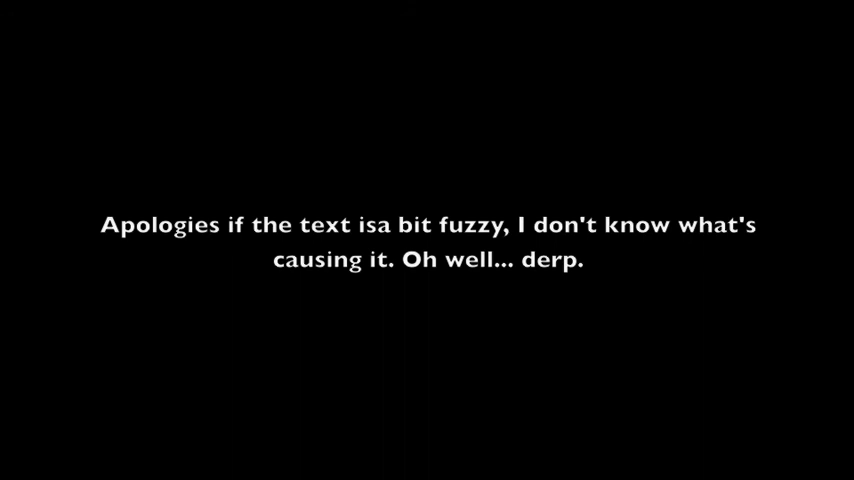 Apologies if the text isa bit fuzzy, I don't know what's
causing it. Oh well... derp.